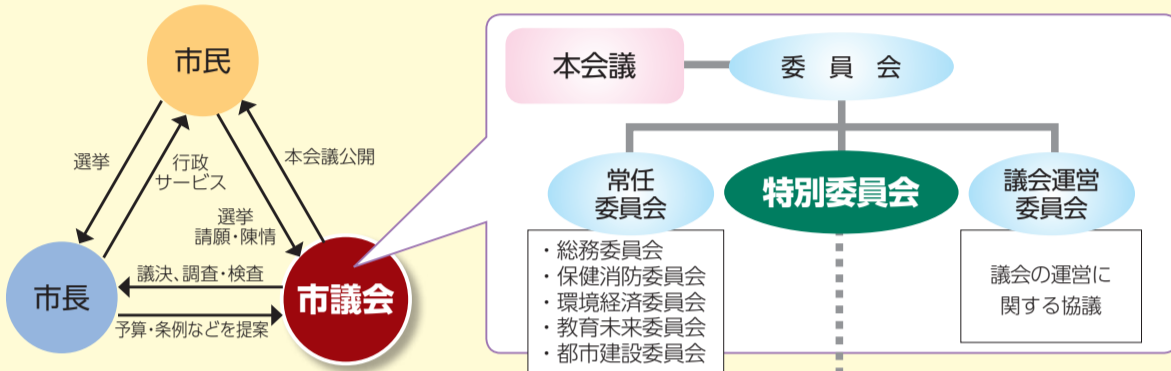 市民
選挙
行政
サービス
本会議公開
選挙
請願・陳情
市長
議決、調査・検査
予算・条例などを提案
市議会
本会議
委員会
常任
委員会
特別委員会
議会運営
委員会
・総務委員会
・保健消防委員会
・環境経済委員会
・教育未来委員会
・都市建設委員会
議会の運営に
関する協議